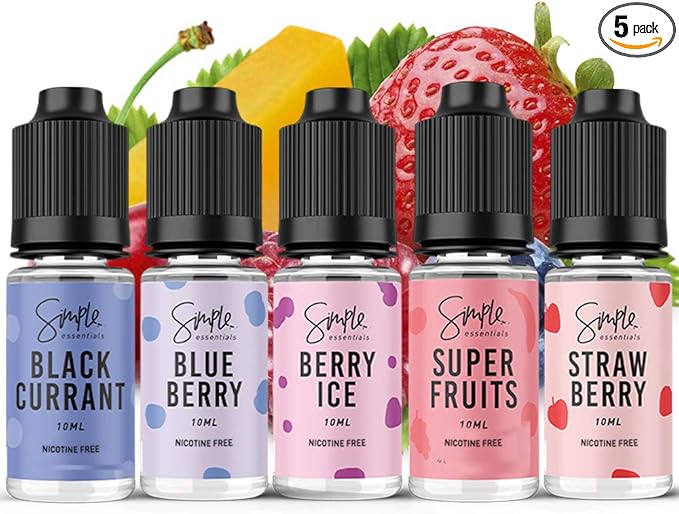 5 pack
Simple
essentials
BLACK
CURRANT
10ML
NICOTINE FREE
Simple
essentials
BLUE
BERRY
10ML
NICOTINE FREE
Simple
essentials
BERRY
ICE
10ML
NICOTINE FREE
Simple
essentials
SUPER
FRUITS
10ML
NICOTINE FREE
Simple
essentials
STRAW
BERRY
10ML
NICOTINE FREE